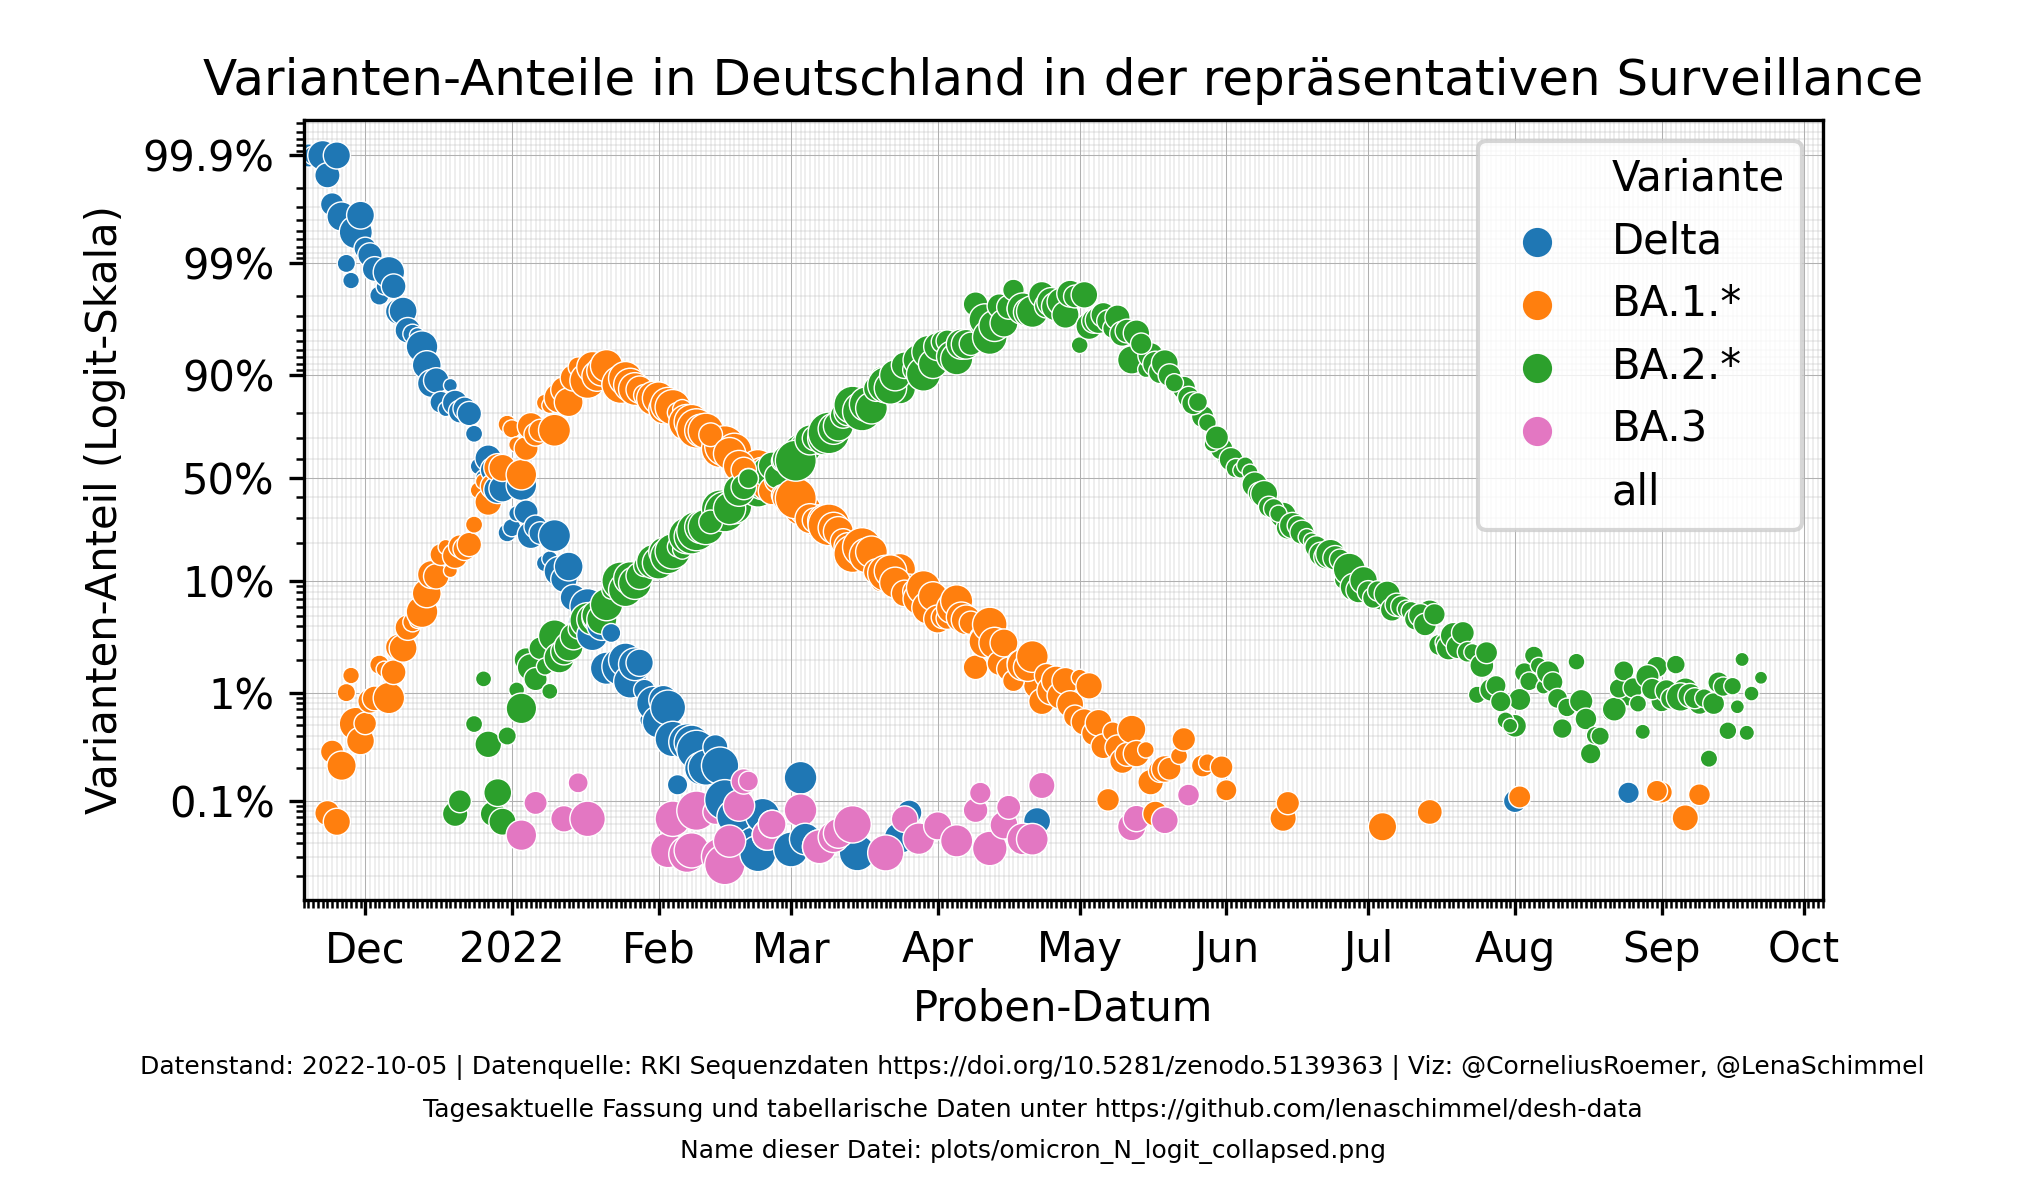 Varianten-Anteile in Deutschland in der repräsentativen Surveillance
Varianten-Anteil (Logit-Skala)
99.9%
99%
90%
50%
10%
1%
0.1%
Variante
Delta
BA.1.*
BA.2.*
BA.3
all
Dec 2022 Feb Mar Apr May Jun Jul Aug Sep Oct
Proben-Datum
Datenstand: 2022-10-05 | Datenquelle: RKI Sequenzdaten https://doi.org/10.5281/zenodo.5139363 | Viz: @CorneliusRoemer, @LenaSchimmel
Tagesaktuelle Fassung und tabellarische Daten unter https://github.com/lenaschimmel/desh-data
Name dieser Datei: plots/omicron_N_logit_collapsed.png